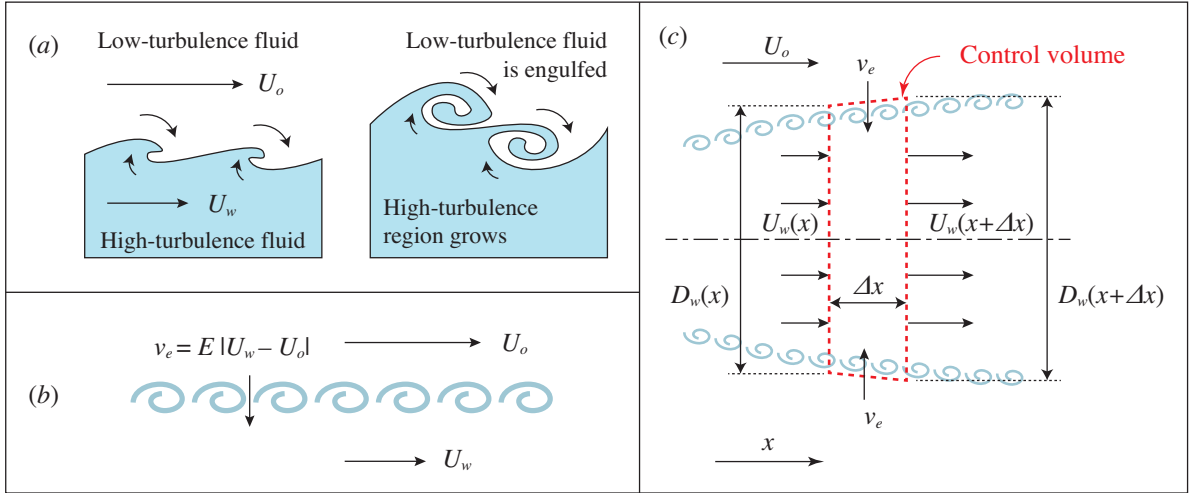 (a)
Low-turbulence fluid
U_o
U_w
High-turbulence fluid
Low-turbulence fluid
is engulfed
High-turbulence
region grows
(b)
v_e = E |U_w – U_o|
U_o
U_w
(c)
U_o
v_e
Control volume
U_w(x)
U_w(x+Δx)
D_w(x)
Δx
D_w(x+Δx)
v_e
x